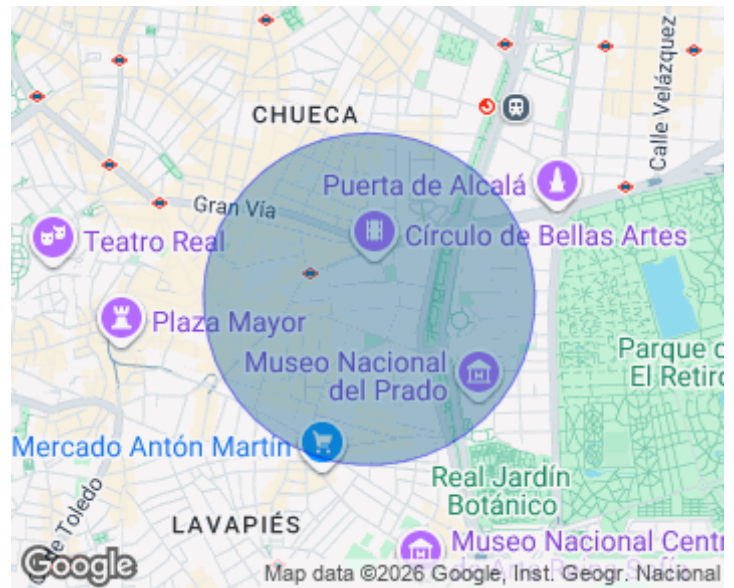 Calle Velázquez
CHUECA
Puerta de Alcalá
Gran Vía
Teatro Real
Círculo de Bellas Artes
Plaza Mayor
Museo Nacional
del Prado
Parque d
El Retiro
Mercado Antón Martín
Real Jardín
Botánico
Toledo
LAVAPIÉS
Museo Nacional Centr
Google
Map data ©2026 Google, Inst. Geogr. Nacional